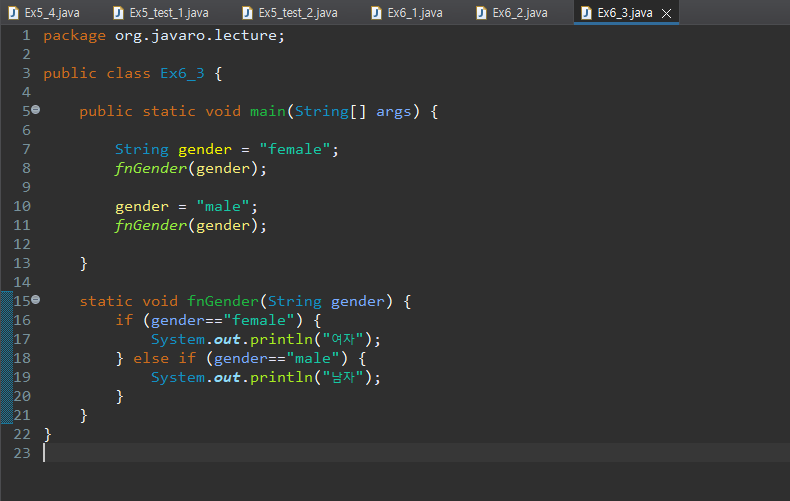 Ex5_4.java Ex5_test_1.java Ex5_test_2.java Ex6_1.java Ex6_2.java Ex6_3.java
1 package org.javaro.lecture;
2
3 public class Ex6_3 {
4
5 public static void main(String[] args) {
6
7 String gender = "female";
8 fnGender(gender);
9
10 gender = "male";
11 fnGender(gender);
12
13 }
14
15 static void fnGender(String gender) {
16 if (gender=="female") {
17 System.out.println("여자");
18 } else if (gender=="male") {
19 System.out.println("남자");
20 }
21 }
22 }
23